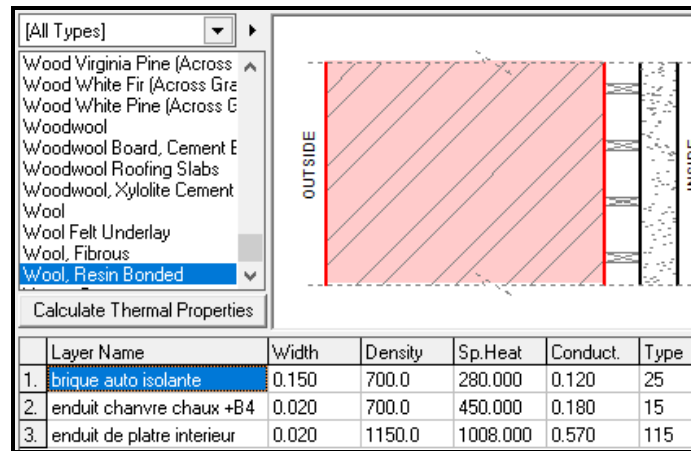 [All Types]
Wood Virginia Pine (Across
Wood White Fir (Across Gra
Wood White Pine (Across G
Woodwool
Woodwool Board, Cement B
Woodwool Roofing Slabs
Woodwool, Xylolite Cement
Wool
Wool Felt Underlay
Wool, Fibrous
Wool, Resin Bonded
Calculate Thermal Properties
OUTSIDE
INSIDE
Layer Name Width Density Sp.Heat Conduct. Type
1. brique auto isolante 0.150 700.0 280.000 0.120 25
2. enduit chanvre chaux +B4 0.020 700.0 450.000 0.180 15
3. enduit de platre interieur 0.020 1150.0 1008.000 0.570 115